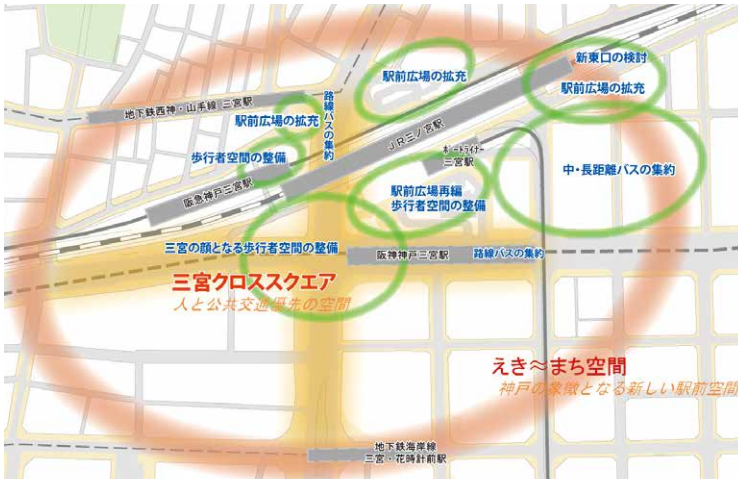 新東口の検討
駅前広場の拡充
駅前広場の拡充
地下鉄西神・山手線 三宮駅
路線バスの集約
駅前広場の拡充
JR三ノ宮駅
ポートライナー
三宮駅
歩行者空間の整備
中・長距離バスの集約
阪急神戸三宮駅
駅前広場再編
歩行者空間の整備
三宮の顔となる歩行者空間の整備
阪神神戸三宮駅
路線バスの集約
三宮クロススクエア
人と公共交通優先の空間
えき～まち空間
神戸の象徴となる新しい駅前空間
地下鉄海岸線
三宮・花時計前駅